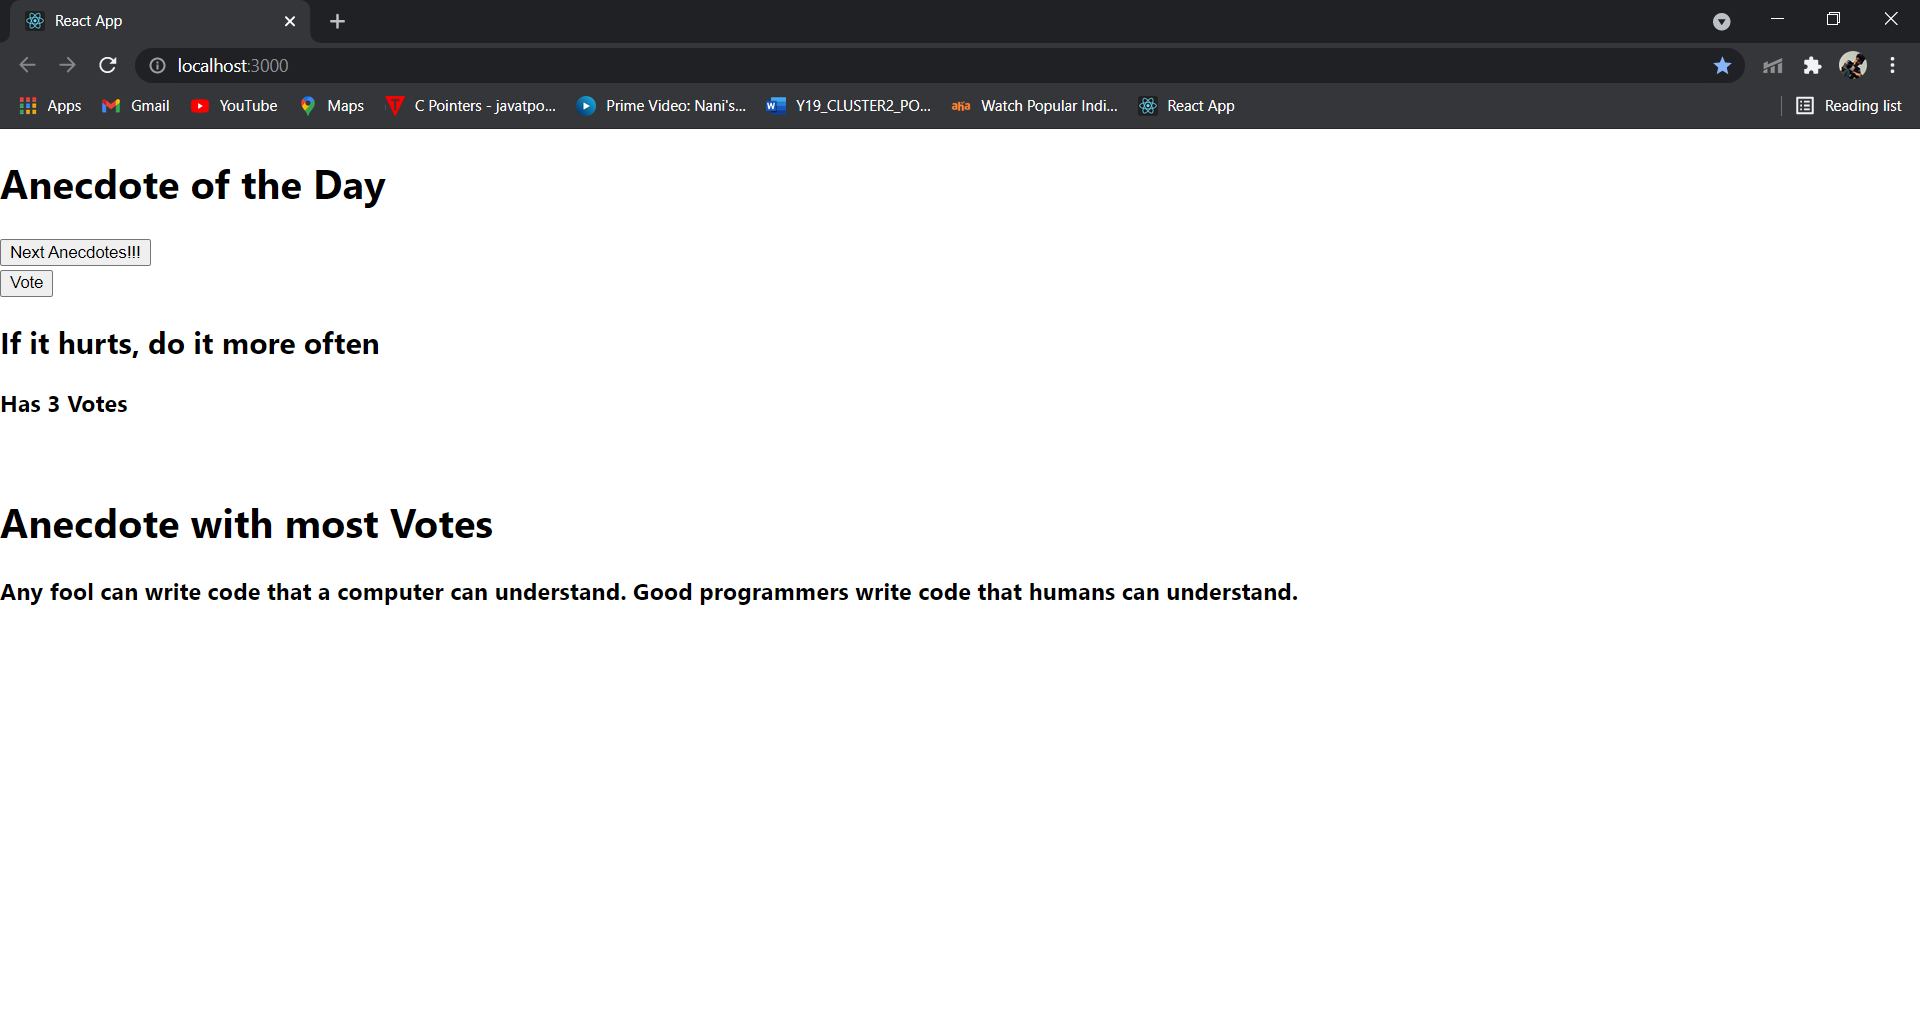 React App
localhost:3000
Apps Gmail YouTube Maps C Pointers - javatpo... Prime Video: Nani's... Y19_CLUSTER2_PO... aha Watch Popular Indi... React App Reading list
Anecdote of the Day
Next Anecdotes!!!
Vote
If it hurts, do it more often
Has 3 Votes
Anecdote with most Votes
Any fool can write code that a computer can understand. Good programmers write code that humans can understand.